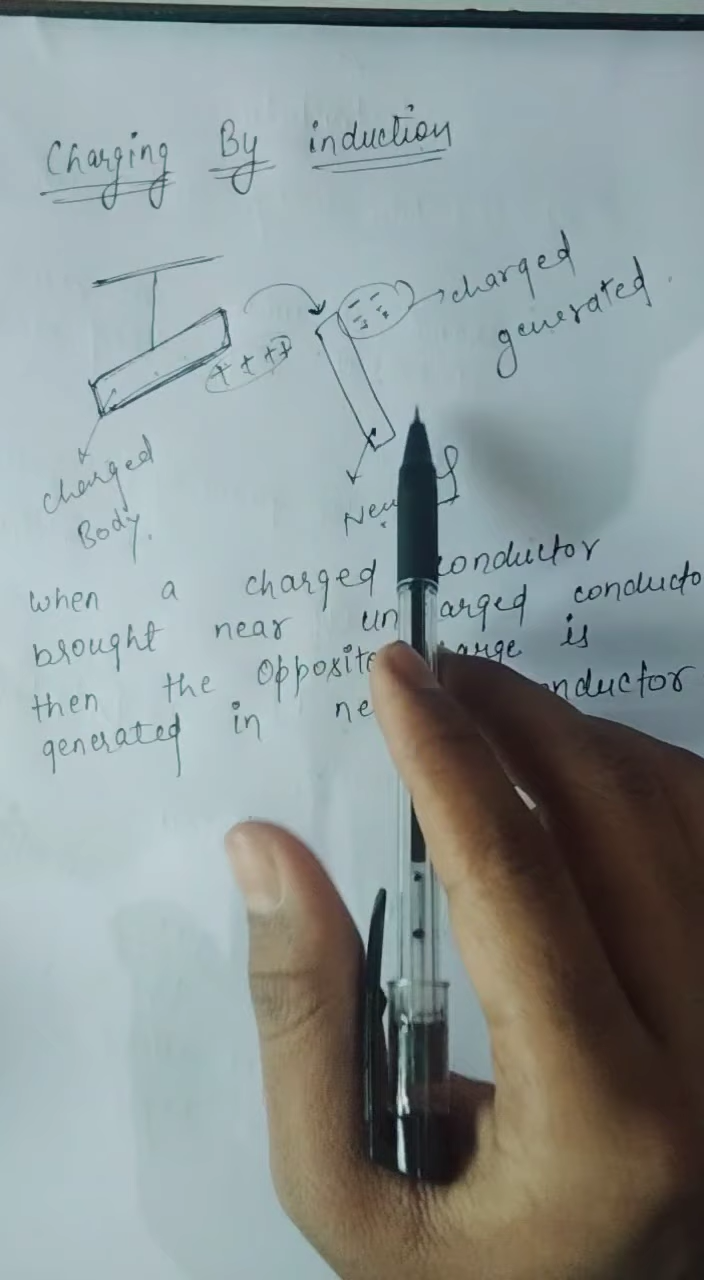 Charging By induction
+ + + +
- - - -
charged
generated.
charged
Body.
when a charged conductor
brought near un arged conducto
then the opposite arge is
generated in ne nductor